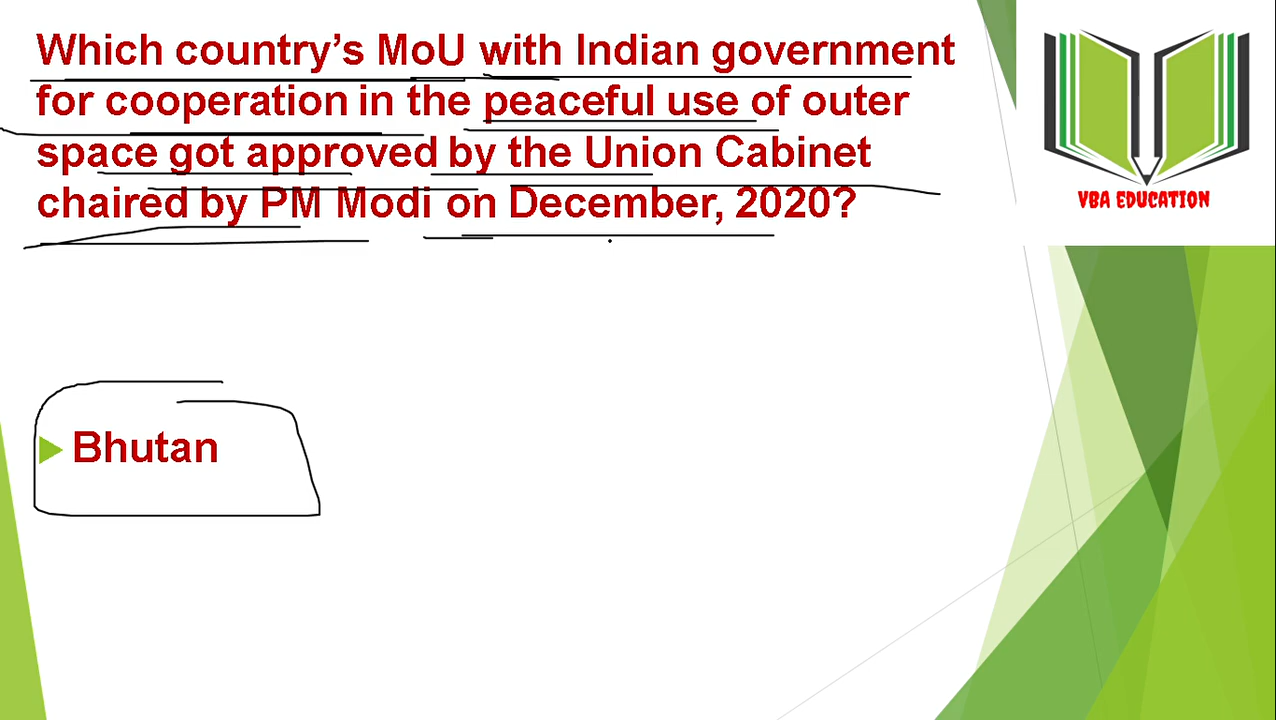 Which country’s MoU with Indian government
for cooperation in the peaceful use of outer
space got approved by the Union Cabinet
chaired by PM Modi on December, 2020?
VBA EDUCATION
Bhutan